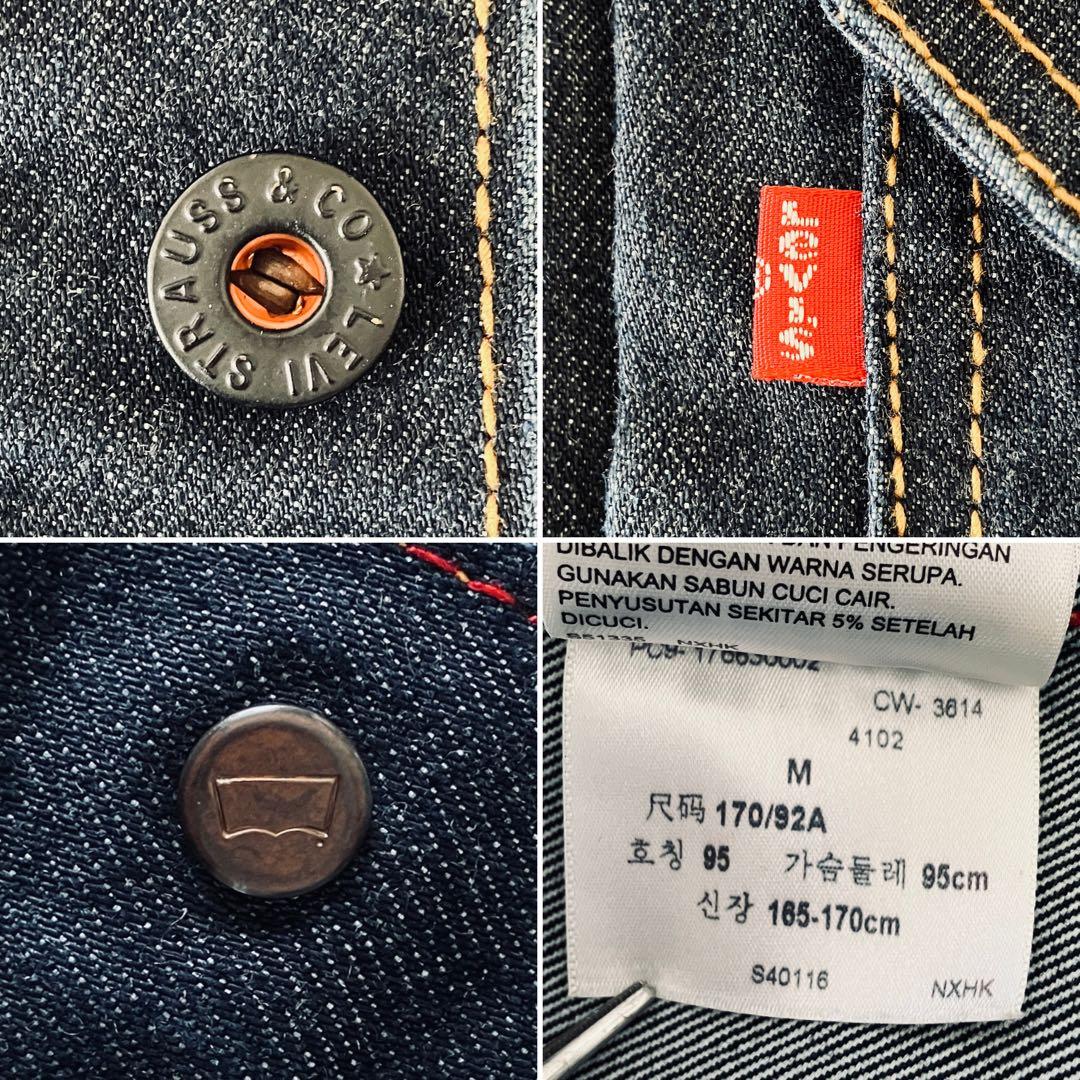 LEVI STRAUSS & CO ★
Levi's
®
DIBALIK DENGAN WARNA SERUPA.
GUNAKAN SABUN CUCI CAIR.
PENYUSUTAN SEKITAR 5% SETELAH
DICUCI.
NXHK
CW- 3614
4102
M
尺码 170/92A
호칭 95 가슴둘레 95cm
신장 165-170cm
S40116 NXHK